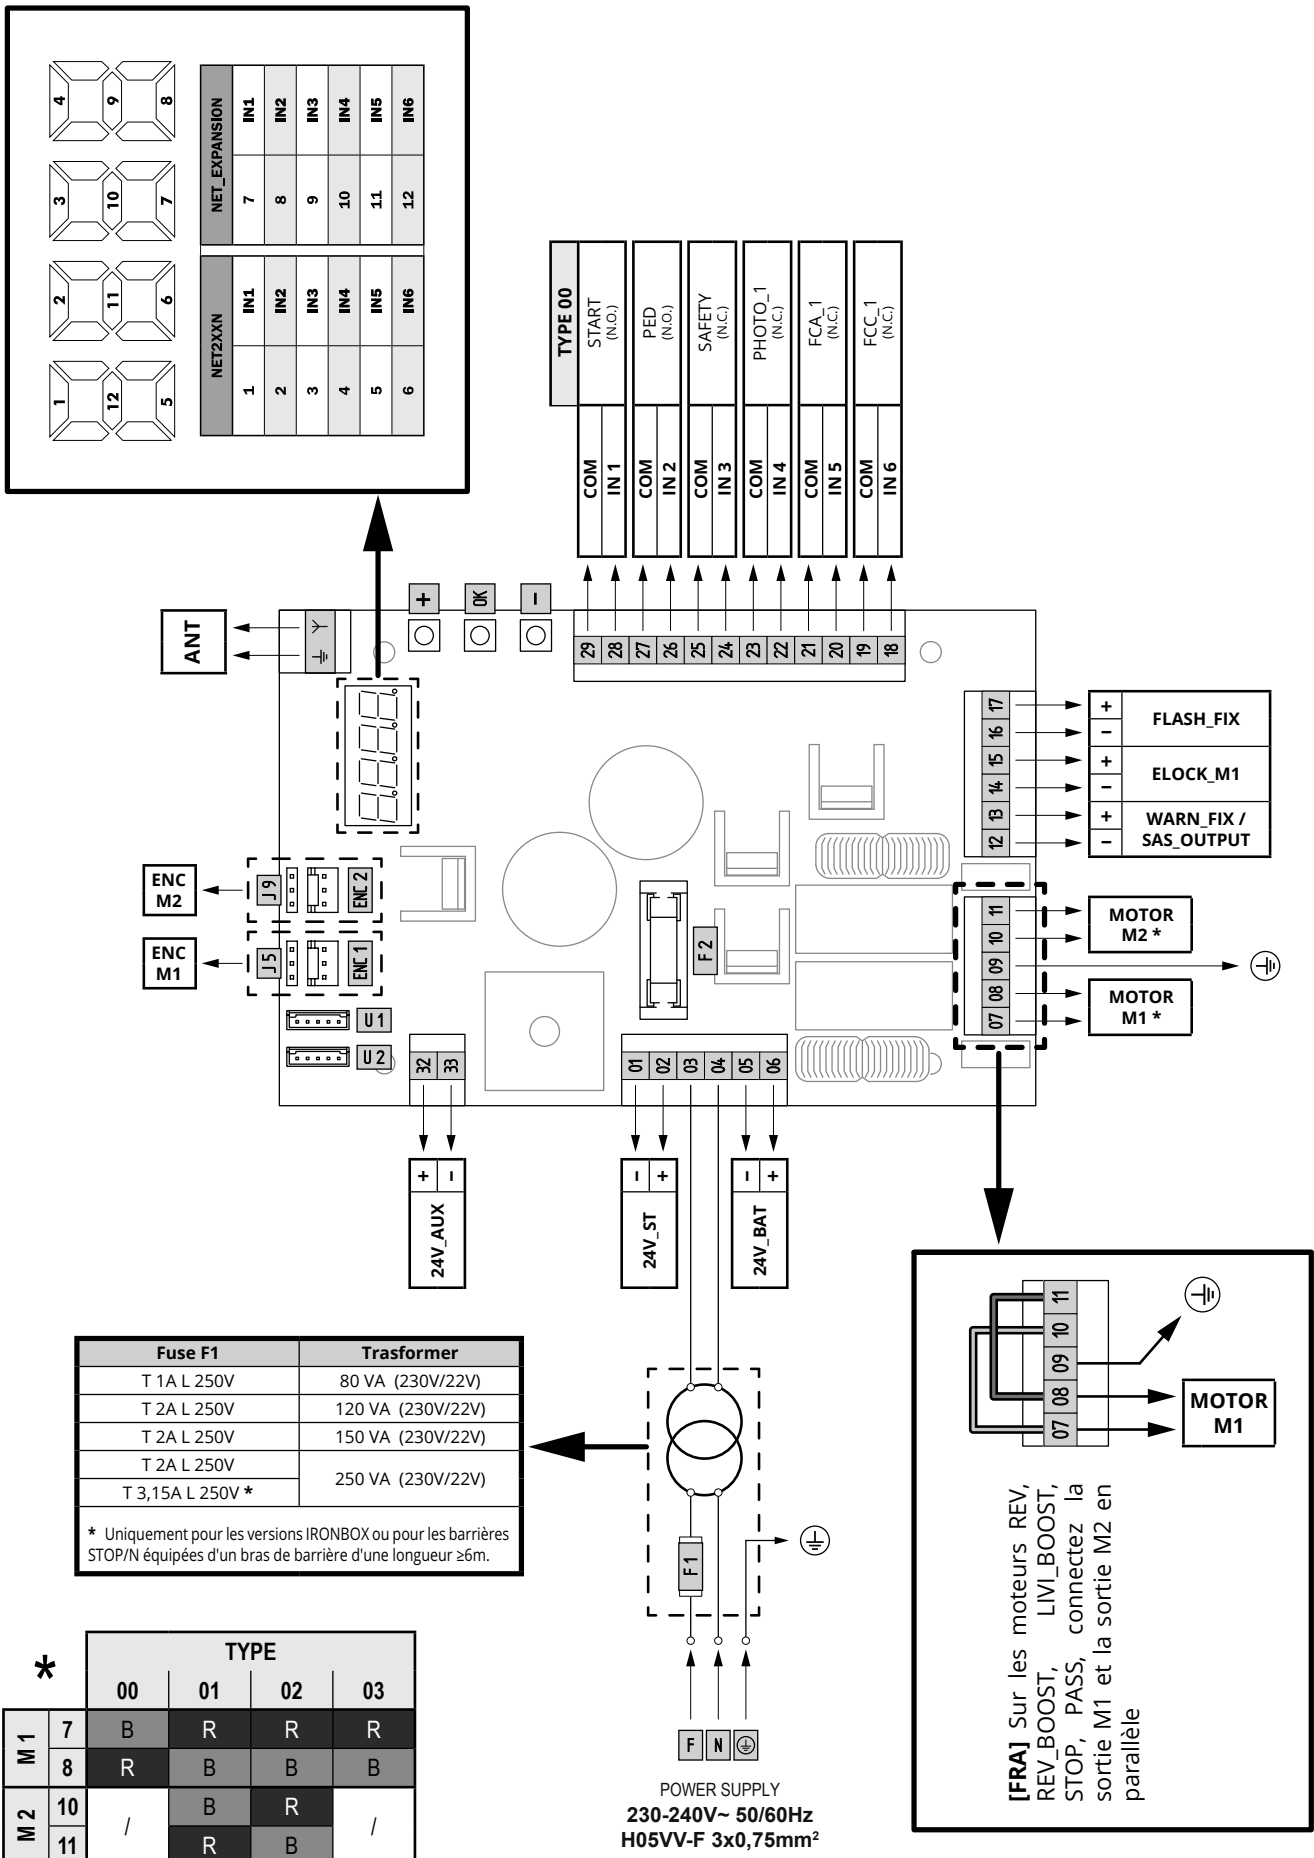 4 9 8
3 10 7
2 11 6
1 12 5
NET2XXN NET_EXPANSION
1 IN1 7 IN1
2 IN2 8 IN2
3 IN3 9 IN3
4 IN4 10 IN4
5 IN5 11 IN5
6 IN6 12 IN6
TYPE 00
COM IN 1 START (N.O.)
COM IN 2 PED (N.O.)
COM IN 3 SAFETY (N.C.)
COM IN 4 PHOTO_1 (N.C.)
COM IN 5 FCA_1 (N.C.)
COM IN 6 FCC_1 (N.C.)
ANT
+ OK -
29 28 27 26 25 24 23 22 21 20 19 18
17 + FLASH_FIX
16 -
15 + ELOCK_M1
14 -
13 + WARN_FIX /
12 - SAS_OUTPUT
ENC M2
J 9 ENC 2
ENC M1
J 5 ENC 1
U 1
U 2
F 2
11 10 09 08 07
MOTOR
M2 *
MOTOR
M1 *
32 33
01 02 03 04 05 06
+ - 24V_AUX
- + 24V_ST
- + 24V_BAT
Fuse F1 Trasformer
T 1A L 250V 80 VA (230V/22V)
T 2A L 250V 120 VA (230V/22V)
T 2A L 250V 150 VA (230V/22V)
T 2A L 250V 250 VA (230V/22V)
T 3,15A L 250V *
* Uniquement pour les versions IRONBOX ou pour les barrières
STOP/N équipées d'un bras de barrière d'une longueur ≥6m.
F 1
F N
POWER SUPPLY
230-240V~ 50/60Hz
H05VV-F 3x0,75mm²
11 10 09 08 07
MOTOR
M1
[FRA] Sur les moteurs REV,
REV_BOOST, LIVI_BOOST,
STOP, PASS, connectez la
sortie M1 et la sortie M2 en
parallèle
* TYPE
00 01 02 03
M 1 7 B R R R
8 R B B B
M 2 10 / B R /
11 R B